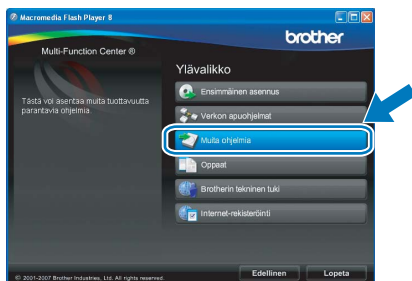 Macromedia Flash Player 8
brother
Multi-Function Center ®
Ylävalikko
Ensimmäinen asennus
Tästä voi asentaa muita tuottavuutta
parantavia ohjelmia.
Verkon apuohjelmat
Muita ohjelmia
Oppaat
Brotherin tekninen tuki
Internet-rekisteröinti
© 2001-2007 Brother Industries, Ltd. All rights reserved.
Edellinen
Lopeta